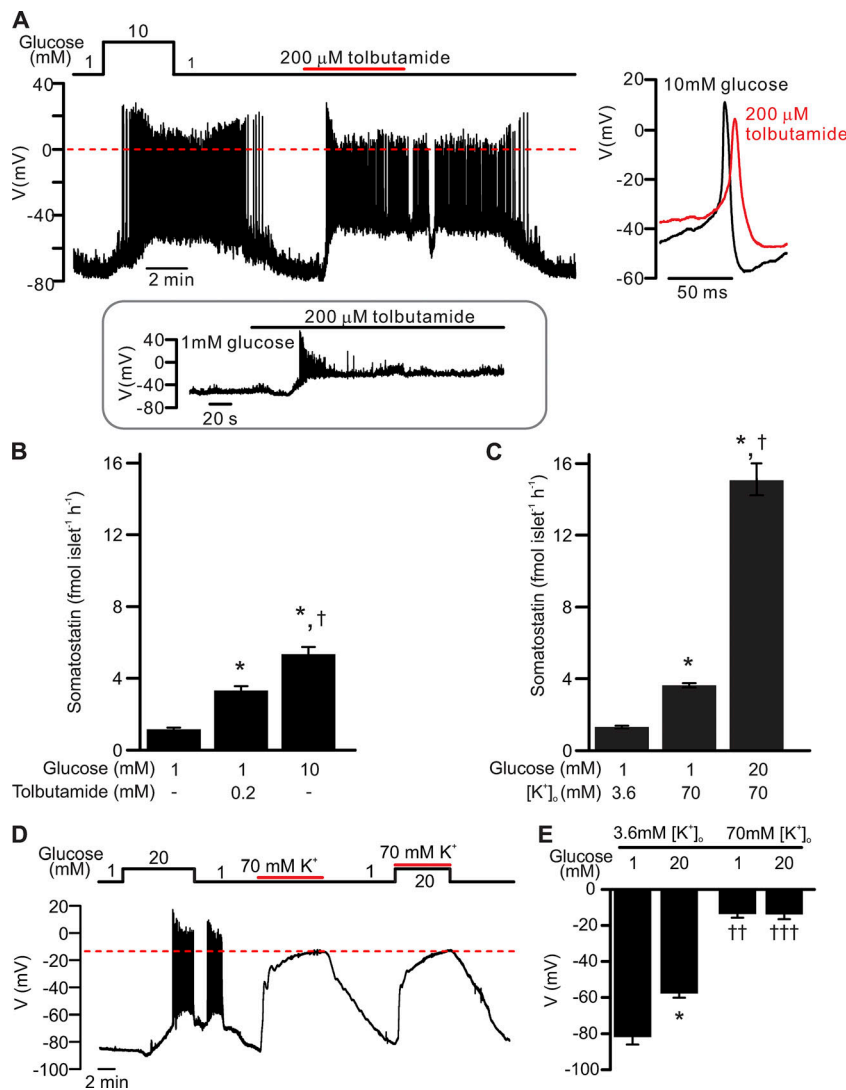 A
Glucose (mM)
1 10 1
200 μM tolbutamide
V(mV)
40
0
-40
-80
2 min
V(mV)
20
0
-20
-40
-60
10mM glucose
200 μM
tolbutamide
50 ms
200 μM tolbutamide
1mM glucose
V(mV)
40
0
-40
-80
20 s
B
Somatostatin (fmol islet⁻¹ h⁻¹)
16
12
8
4
0
*
*,†
Glucose (mM) 1 1 10
Tolbutamide (mM) - 0.2 -
C
Somatostatin (fmol islet⁻¹ h⁻¹)
16
12
8
4
0
*
*,†
Glucose (mM) 1 1 20
[K⁺]ₒ (mM) 3.6 70 70
D
Glucose (mM)
1 20 1 70 mM K⁺ 1 70 mM K⁺ 20
V (mV)
20
0
-20
-40
-60
-80
-100
2 min
E
3.6mM [K⁺]ₒ 70mM [K⁺]ₒ
Glucose (mM) 1 20 1 20
V (mV)
0
-20
-40
-60
-80
-100
*
††
†††